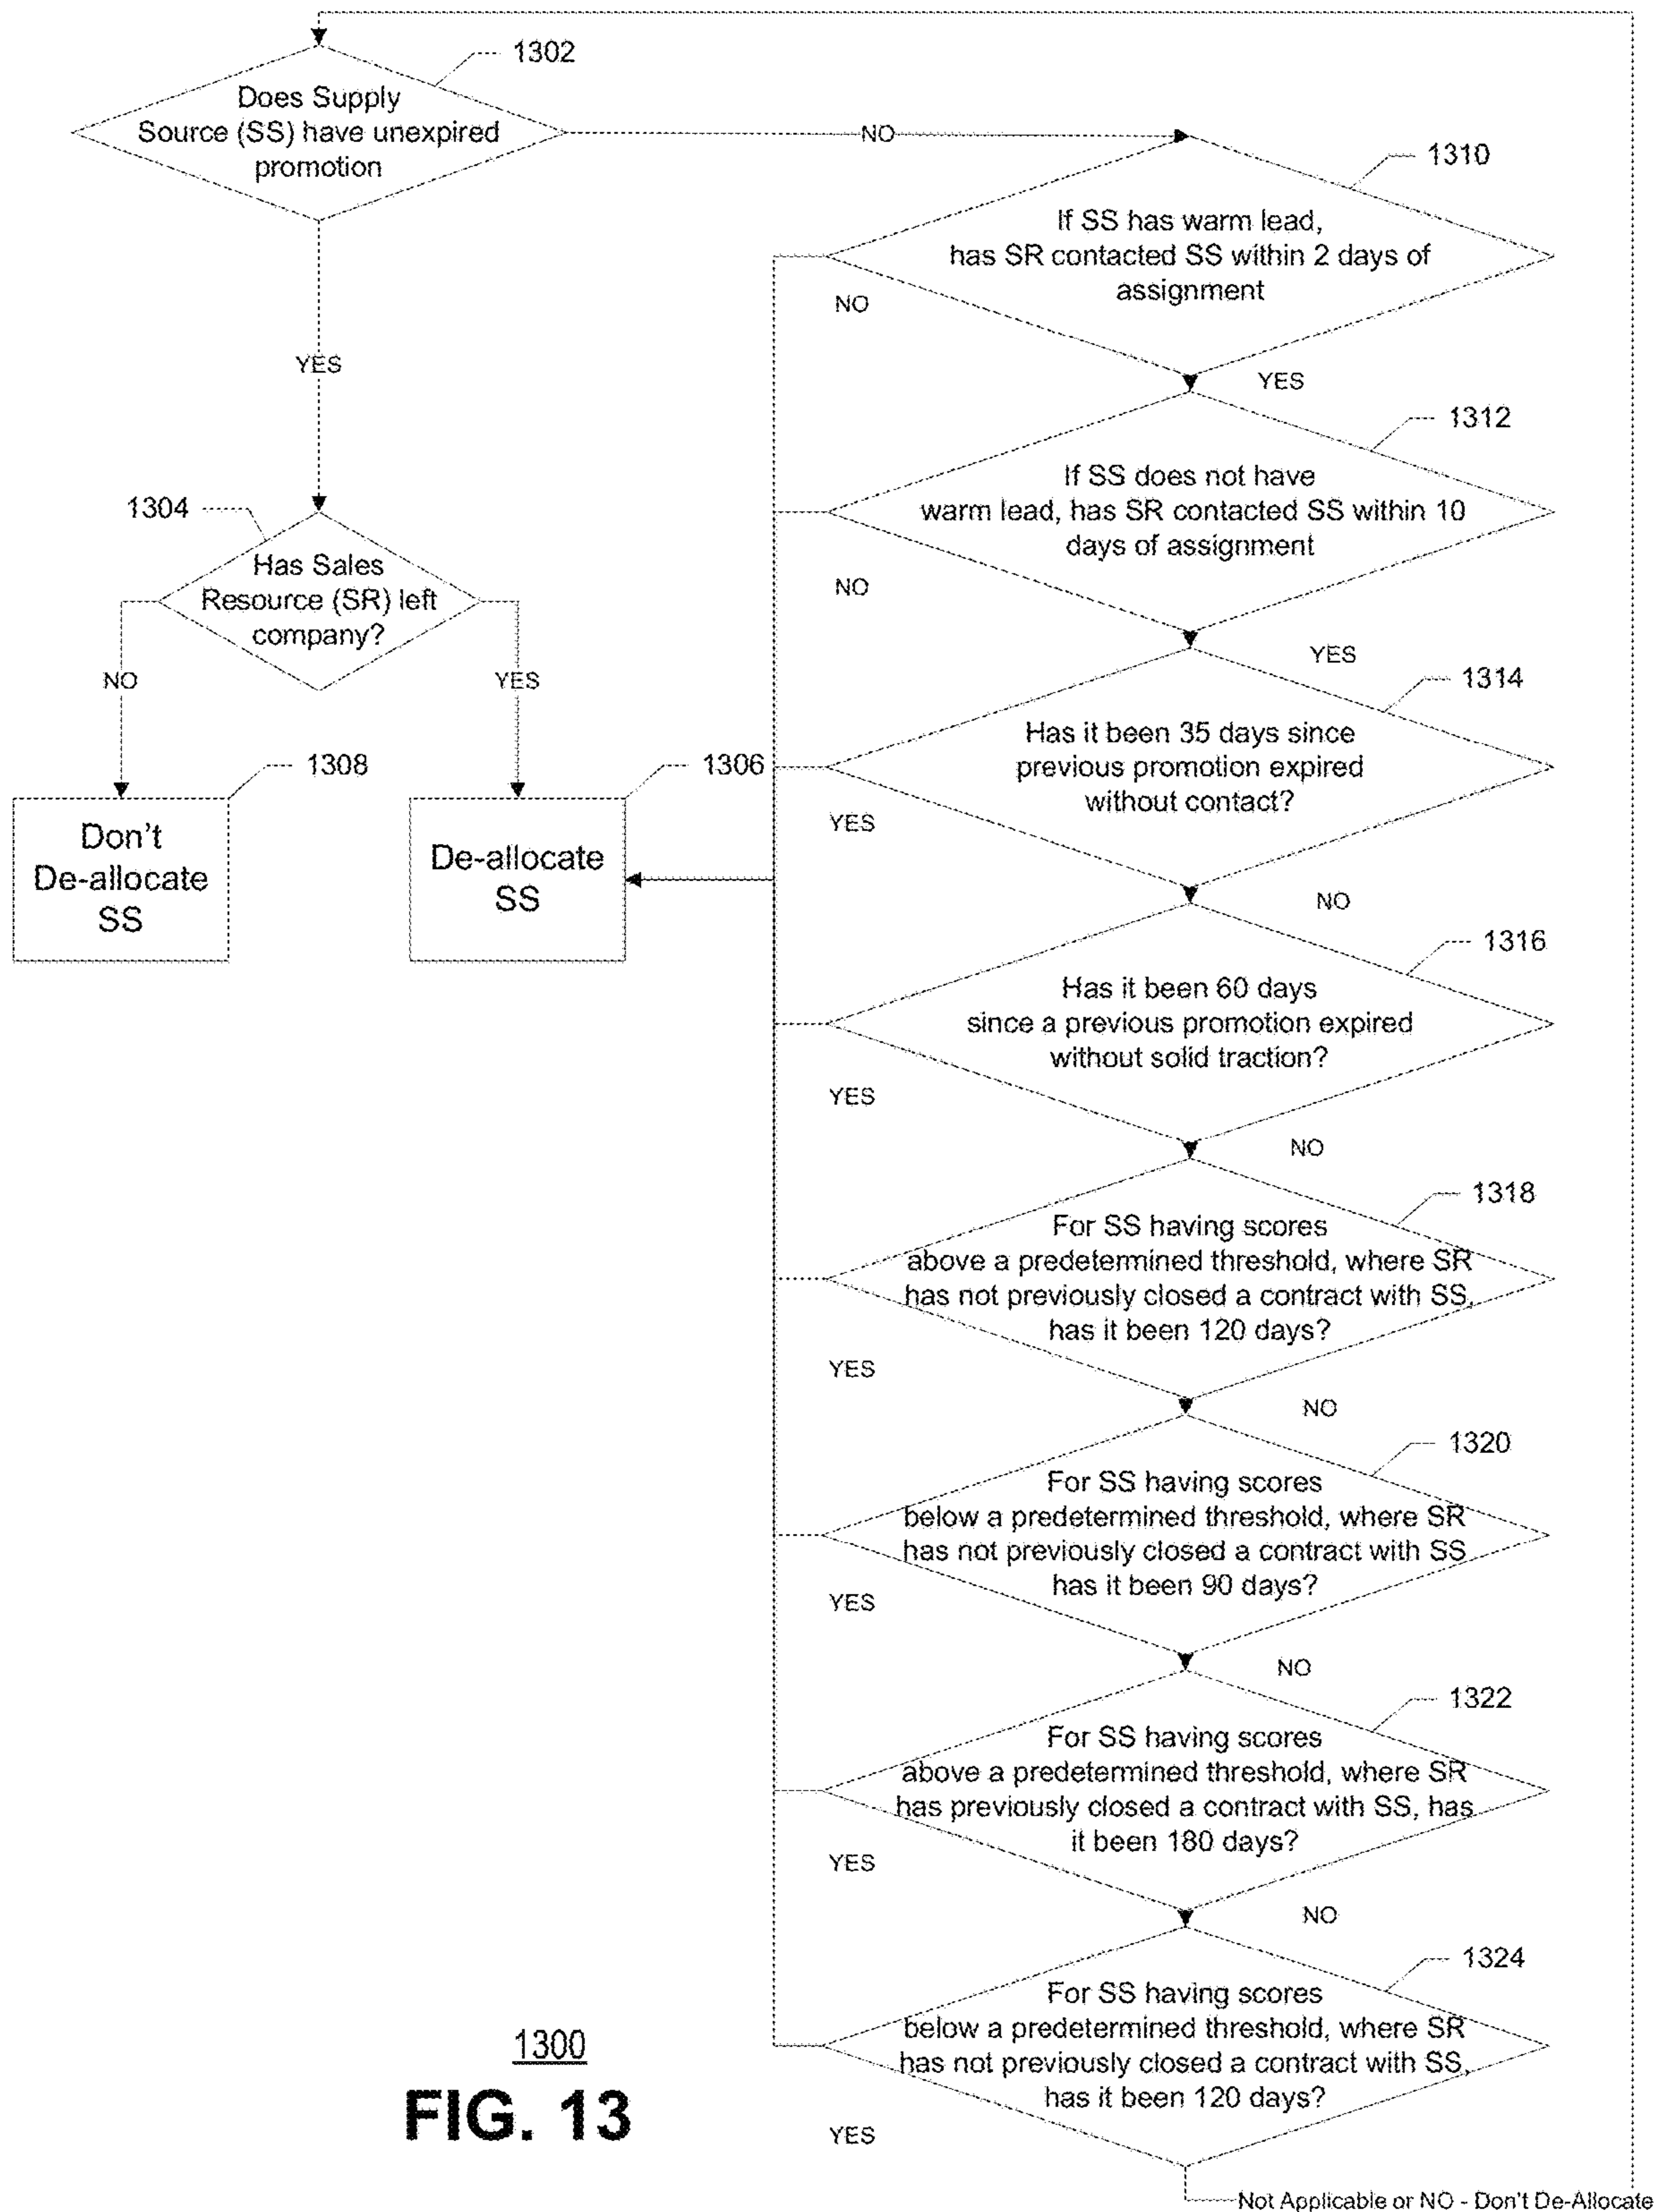 1302
Does Supply
Source (SS) have unexpired
promotion
NO
YES
1304
Has Sales
Resource (SR) left
company?
NO
YES
1308
Don't
De-allocate
SS
1306
De-allocate
SS
1310
If SS has warm lead,
has SR contacted SS within 2 days of
assignment
NO
YES
1312
If SS does not have
warm lead, has SR contacted SS within 10
days of assignment
NO
YES
1314
Has it been 35 days since
previous promotion expired
without contact?
YES
NO
1316
Has it been 60 days
since a previous promotion expired
without solid traction?
YES
NO
1318
For SS having scores
above a predetermined threshold, where SR
has not previously closed a contract with SS,
has it been 120 days?
YES
NO
1320
For SS having scores
below a predetermined threshold, where SR
has not previously closed a contract with SS
has it been 90 days?
YES
NO
1322
For SS having scores
above a predetermined threshold, where SR
has previously closed a contract with SS, has
it been 180 days?
YES
NO
1324
For SS having scores
below a predetermined threshold, where SR
has not previously closed a contract with SS,
has it been 120 days?
YES
Not Applicable or NO - Don't De-Allocate
1300
FIG. 13